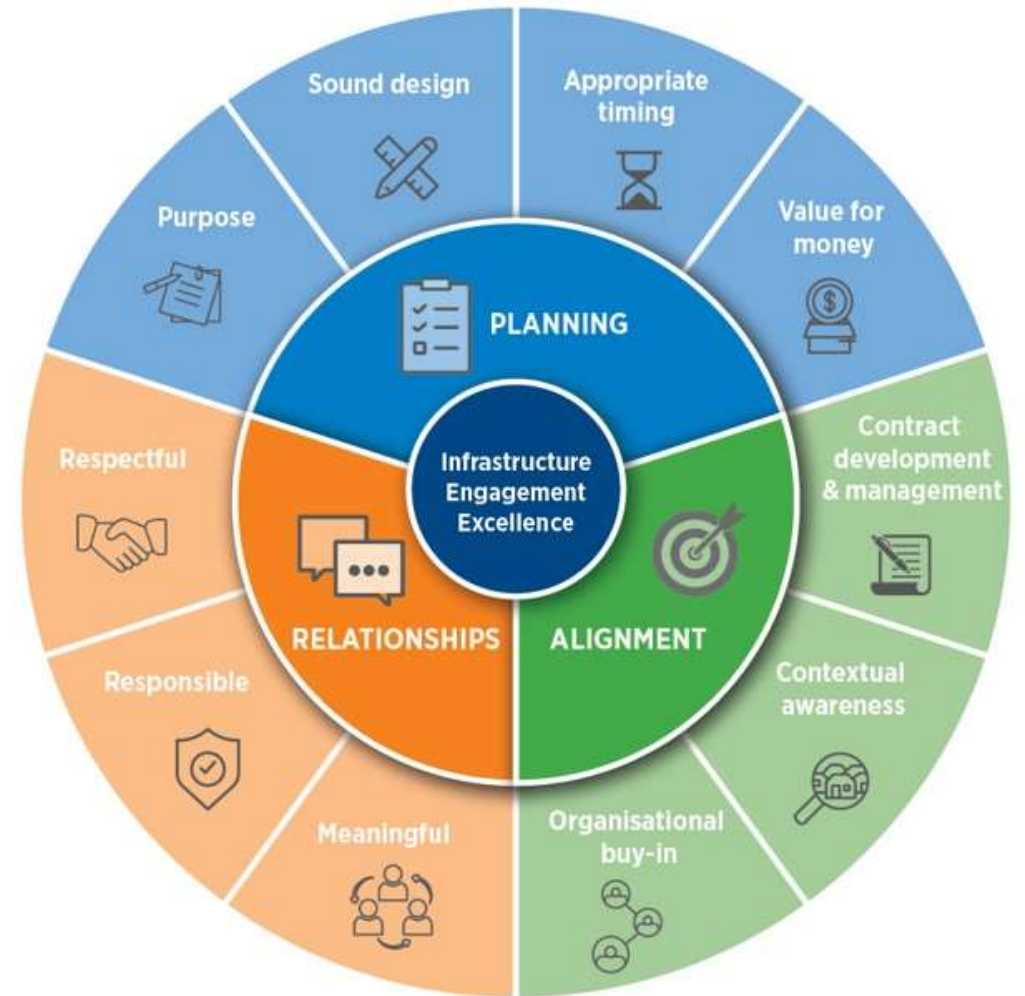 Sound design
Appropriate
timing
Purpose
Value for
money
PLANNING
Infrastructure
Engagement
Excellence
Contract
development
& management
Respectful
RELATIONSHIPS
ALIGNMENT
Responsible
Contextual
awareness
Meaningful
Organisational
buy-in
$